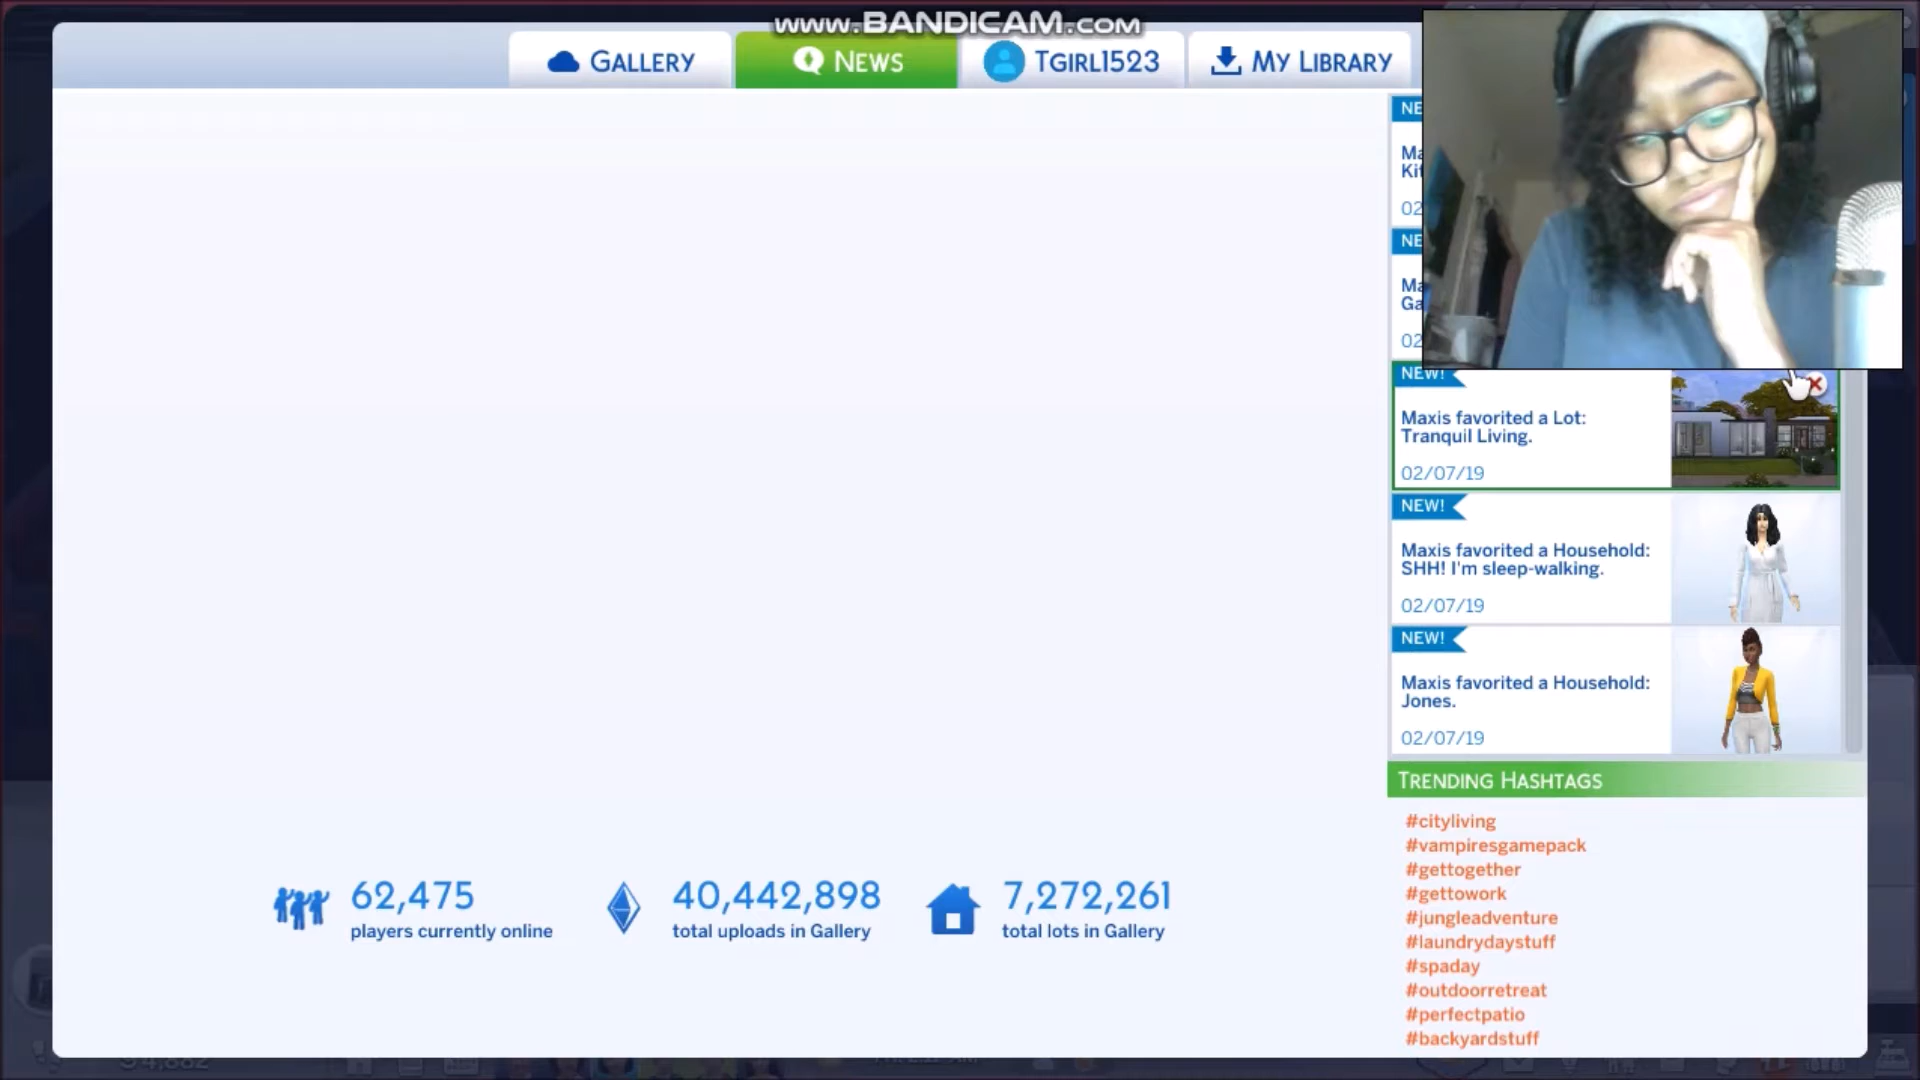 www.BANDICAM.com
GALLERY
NEWS
TGIRL1523
MY LIBRARY
NEW!
Maxis favorited a Lot:
Tranquil Living.
02/07/19
NEW!
Maxis favorited a Household:
SHH! I'm sleep-walking.
02/07/19
NEW!
Maxis favorited a Household:
Jones.
02/07/19
TRENDING HASHTAGS
#cityliving
#vampiresgamepack
#gettogether
#gettowork
#jungleadventure
#laundrydaystuff
#spaday
#outdoorretreat
#perfectpatio
#backyardstuff
62,475
players currently online
40,442,898
total uploads in Gallery
7,272,261
total lots in Gallery